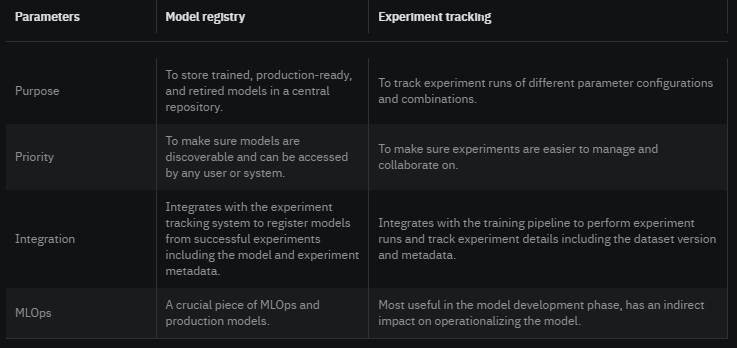 Parameters
Model registry
Experiment tracking
Purpose
To store trained, production-ready,
and retired models in a central
repository.
To track experiment runs of different parameter configurations
and combinations.
Priority
To make sure models are
discoverable and can be accessed
by any user or system.
To make sure experiments are easier to manage and
collaborate on.
Integration
Integrates with the experiment
tracking system to register models
from successful experiments
including the model and experiment
metadata.
Integrates with the training pipeline to perform experiment
runs and track experiment details including the dataset version
and metadata.
MLOps
A crucial piece of MLOps and
production models.
Most useful in the model development phase, has an indirect
impact on operationalizing the model.